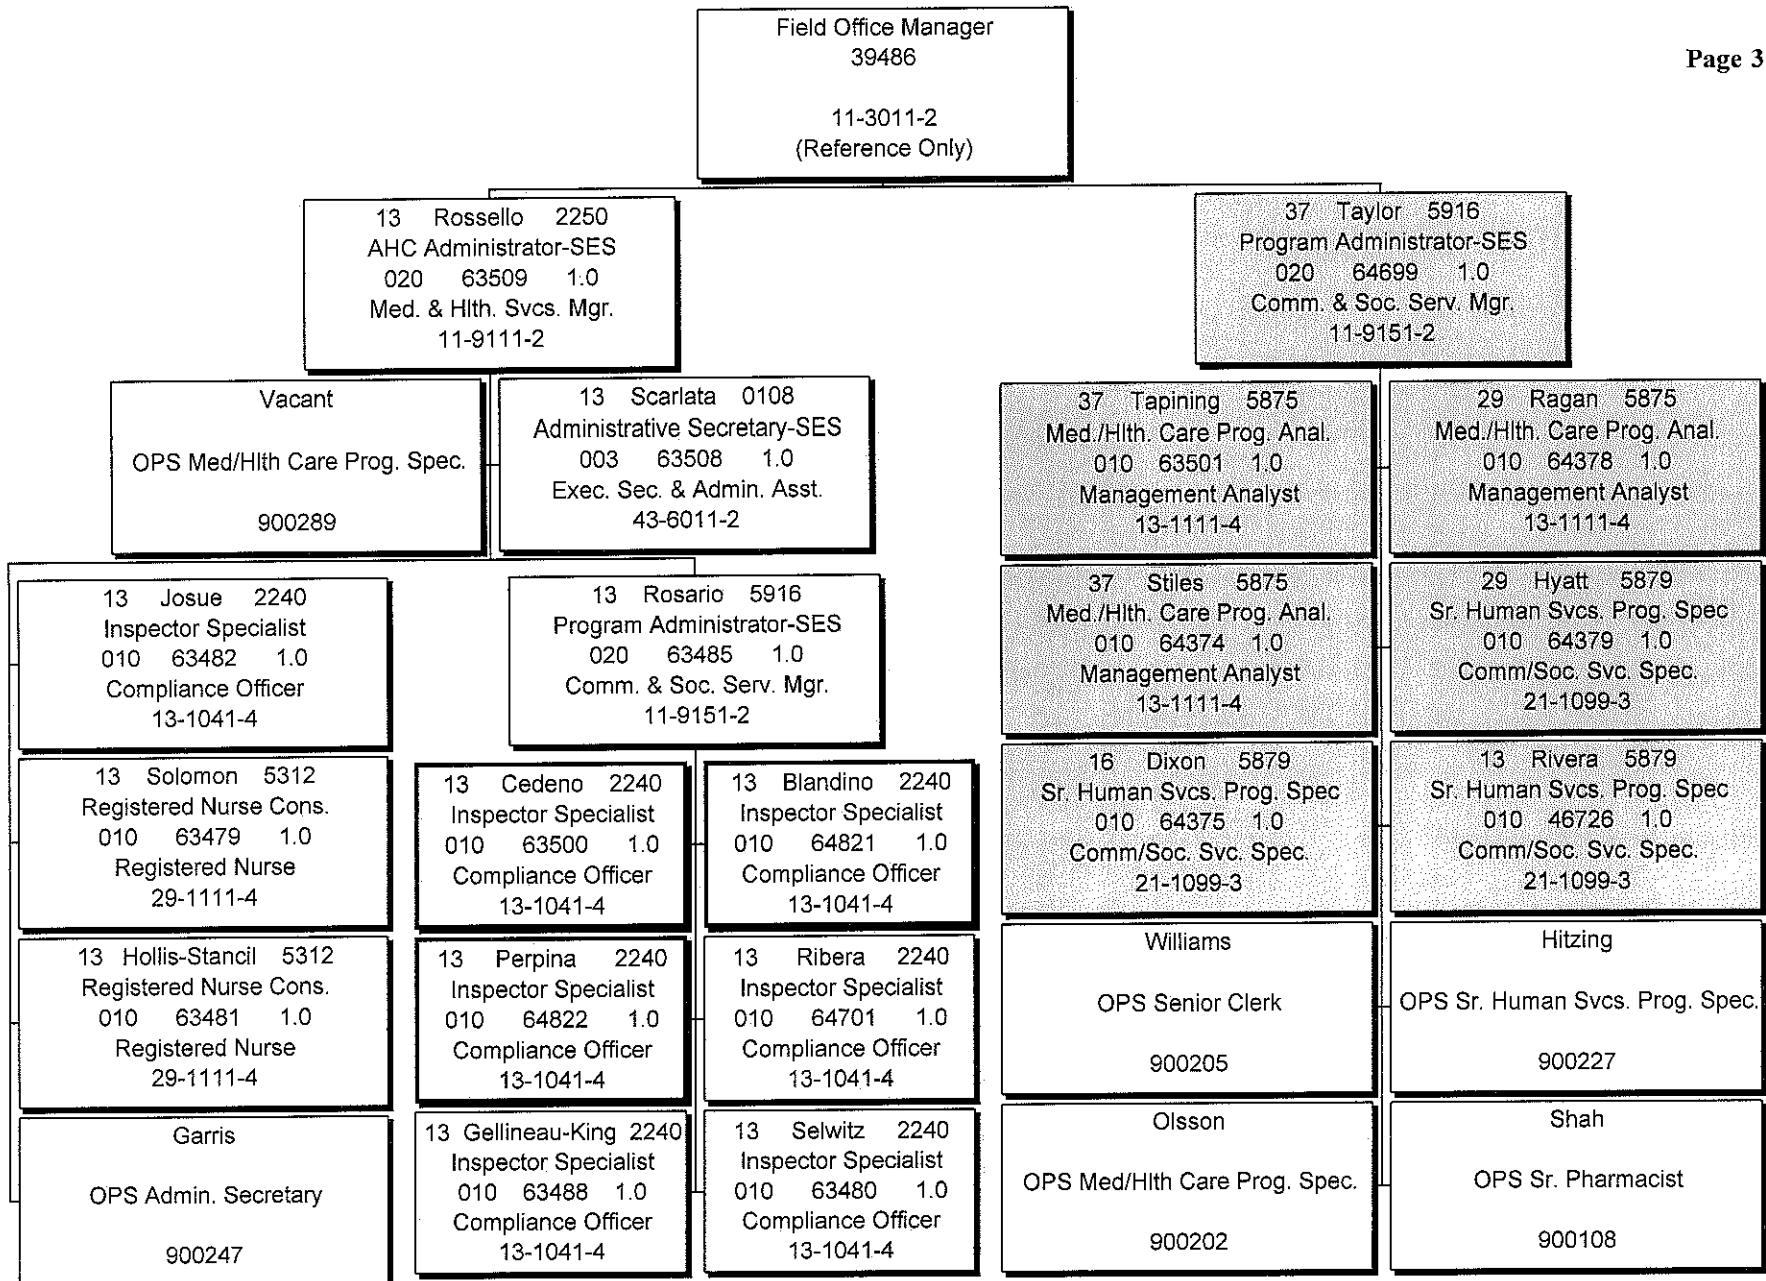 Page 3
Field Office Manager
39486
11-3011-2
(Reference Only)
13 Rossello 2250
AHC Administrator-SES
020 63509 1.0
Med. & Hlth. Svcs. Mgr.
11-9111-2
37 Taylor 5916
Program Administrator-SES
020 64699 1.0
Comm. & Soc. Serv. Mgr.
11-9151-2
Vacant
OPS Med/Hlth Care Prog. Spec.
900289
13 Scarlata 0108
Administrative Secretary-SES
003 63508 1.0
Exec. Sec. & Admin. Asst.
43-6011-2
37 Tapining 5875
Med./Hlth. Care Prog. Anal.
010 63501 1.0
Management Analyst
13-1111-4
29 Ragan 5875
Med./Hlth. Care Prog. Anal.
010 64378 1.0
Management Analyst
13-1111-4
13 Josue 2240
Inspector Specialist
010 63482 1.0
Compliance Officer
13-1041-4
13 Rosario 5916
Program Administrator-SES
020 63485 1.0
Comm. & Soc. Serv. Mgr.
11-9151-2
37 Stiles 5875
Med./Hlth. Care Prog. Anal.
010 64374 1.0
Management Analyst
13-1111-4
29 Hyatt 5879
Sr. Human Svcs. Prog. Spec
010 64379 1.0
Comm/Soc. Svc. Spec.
21-1099-3
13 Solomon 5312
Registered Nurse Cons.
010 63479 1.0
Registered Nurse
29-1111-4
13 Cedeno 2240
Inspector Specialist
010 63500 1.0
Compliance Officer
13-1041-4
13 Blandino 2240
Inspector Specialist
010 64821 1.0
Compliance Officer
13-1041-4
16 Dixon 5879
Sr. Human Svcs. Prog. Spec
010 64375 1.0
Comm/Soc. Svc. Spec.
21-1099-3
13 Rivera 5879
Sr. Human Svcs. Prog. Spec
010 46726 1.0
Comm/Soc. Svc. Spec.
21-1099-3
13 Hollis-Stancil 5312
Registered Nurse Cons.
010 63481 1.0
Registered Nurse
29-1111-4
13 Perpina 2240
Inspector Specialist
010 64822 1.0
Compliance Officer
13-1041-4
13 Ribera 2240
Inspector Specialist
010 64701 1.0
Compliance Officer
13-1041-4
Williams
OPS Senior Clerk
900205
Hitzing
OPS Sr. Human Svcs. Prog. Spec.
900227
Garris
OPS Admin. Secretary
900247
13 Gellineau-King 2240
Inspector Specialist
010 63488 1.0
Compliance Officer
13-1041-4
13 Selwitz 2240
Inspector Specialist
010 63480 1.0
Compliance Officer
13-1041-4
Olsson
OPS Med/Hlth Care Prog. Spec.
900202
Shah
OPS Sr. Pharmacist
900108